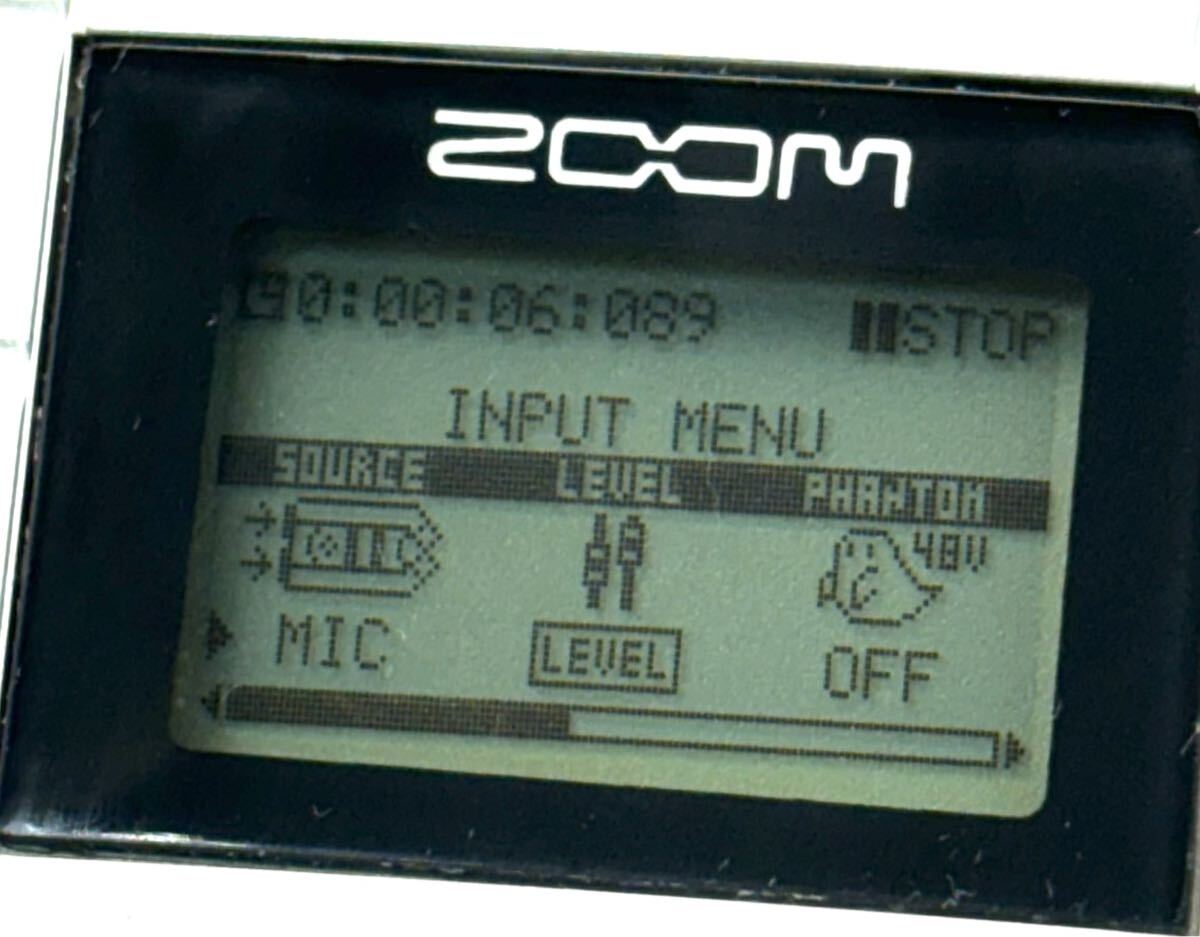 ZOOM
0:00:06:089 STOP
INPUT MENU
SOURCE LEVEL PHANTOM
48V
MIC LEVEL OFF